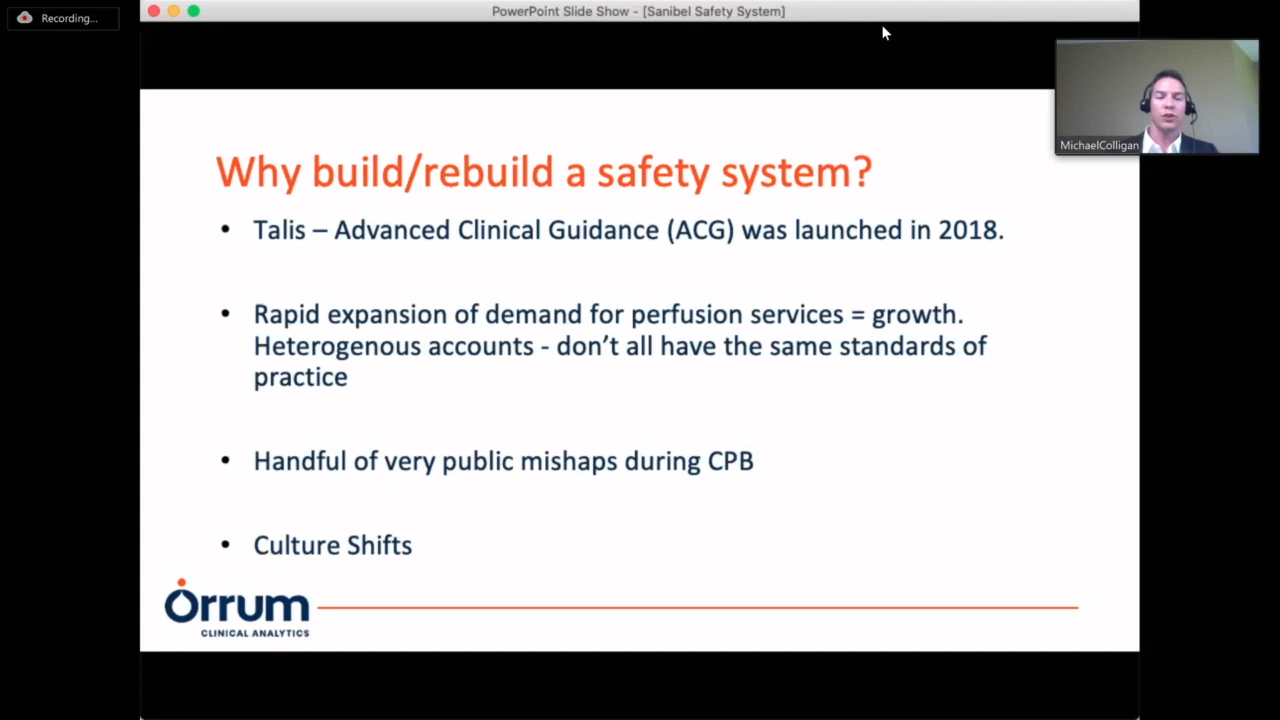 Recording...
PowerPoint Slide Show - [Sanibel Safety System]
MichaelColligan
Why build/rebuild a safety system?
• Talis – Advanced Clinical Guidance (ACG) was launched in 2018.
• Rapid expansion of demand for perfusion services = growth.
Heterogenous accounts - don’t all have the same standards of
practice
• Handful of very public mishaps during CPB
• Culture Shifts
Orrum
CLINICAL ANALYTICS